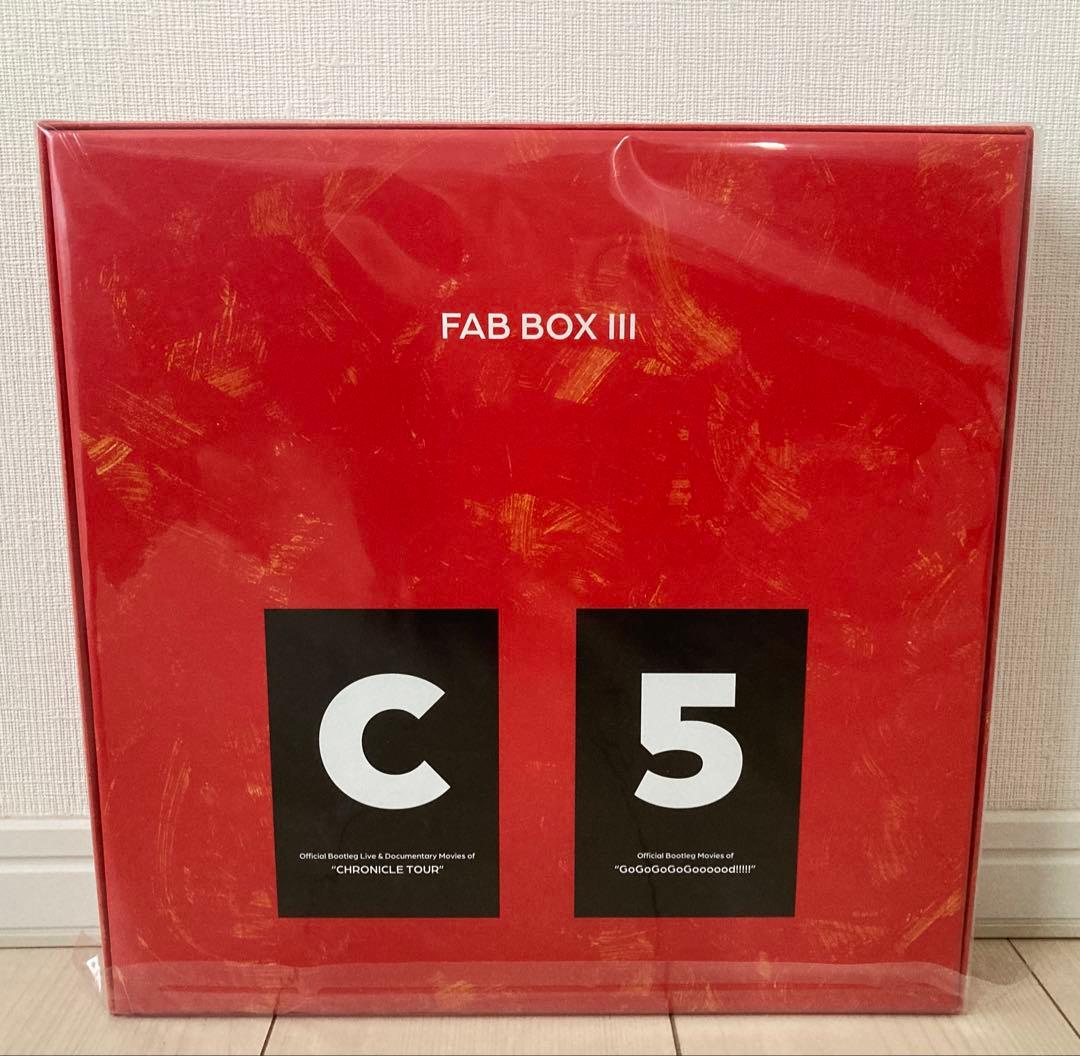 FAB BOX III
C
Official Bootleg Live & Documentary Movies of
"CHRONICLE TOUR"
5
Official Bootleg Movies of
"GoGoGoGoGoooood!!!!!"